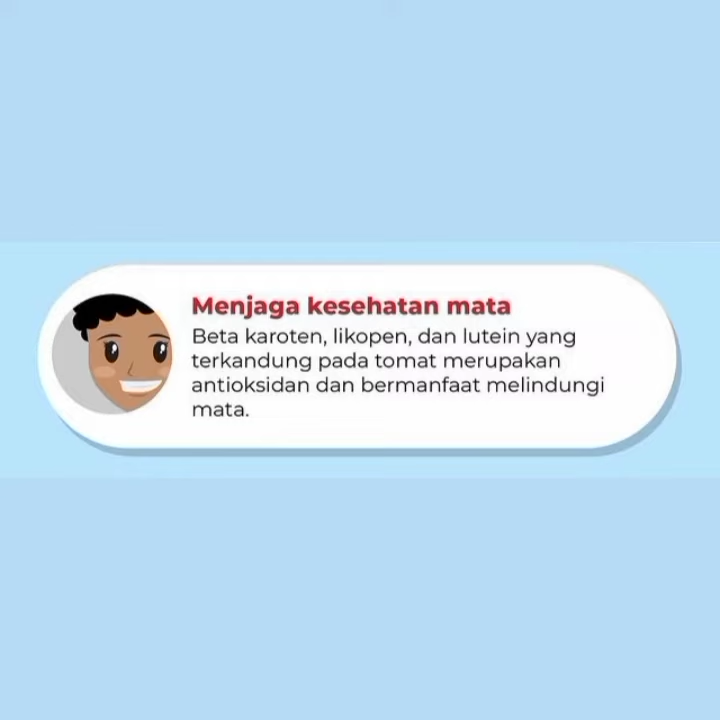 Menjaga kesehatan mata
Beta karoten, likopen, dan lutein yang
terkandung pada tomat merupakan
antioksidan dan bermanfaat melindungi
mata.